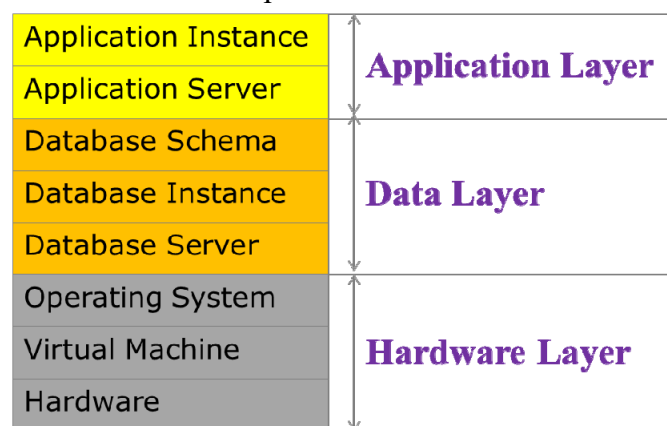 Application Instance
Application Server
Application Layer
Database Schema
Database Instance
Database Server
Data Layer
Operating System
Virtual Machine
Hardware
Hardware Layer